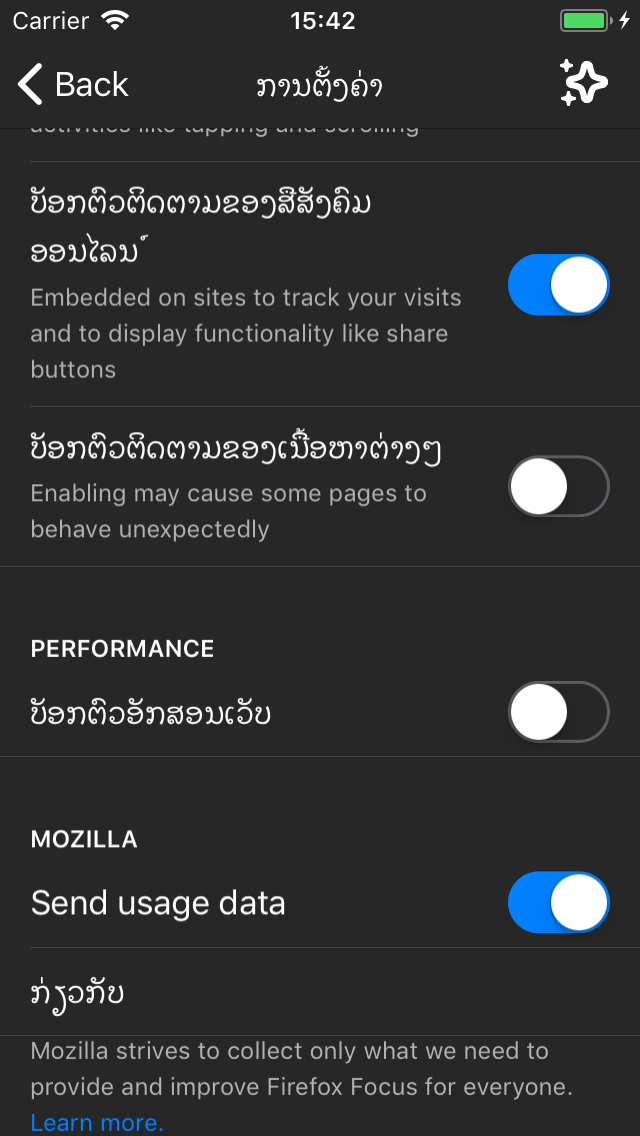 Carrier 15:42
Back ການຕັ້ງຄ່າ
activities like tapping and scrolling
ບັອກຕົວຕິດຕາມຂອງສືສັງຄົມ
ອອນໄລນ໌
Embedded on sites to track your visits
and to display functionality like share
buttons
ບັອກຕົວຕິດຕາມຂອງເນື້ອຫາຕ່າງໆ
Enabling may cause some pages to
behave unexpectedly
PERFORMANCE
ບັອກຕົວອັກສອນເວັບ
MOZILLA
Send usage data
ກ່ຽວກັບ
Mozilla strives to collect only what we need to
provide and improve Firefox Focus for everyone.
Learn more.